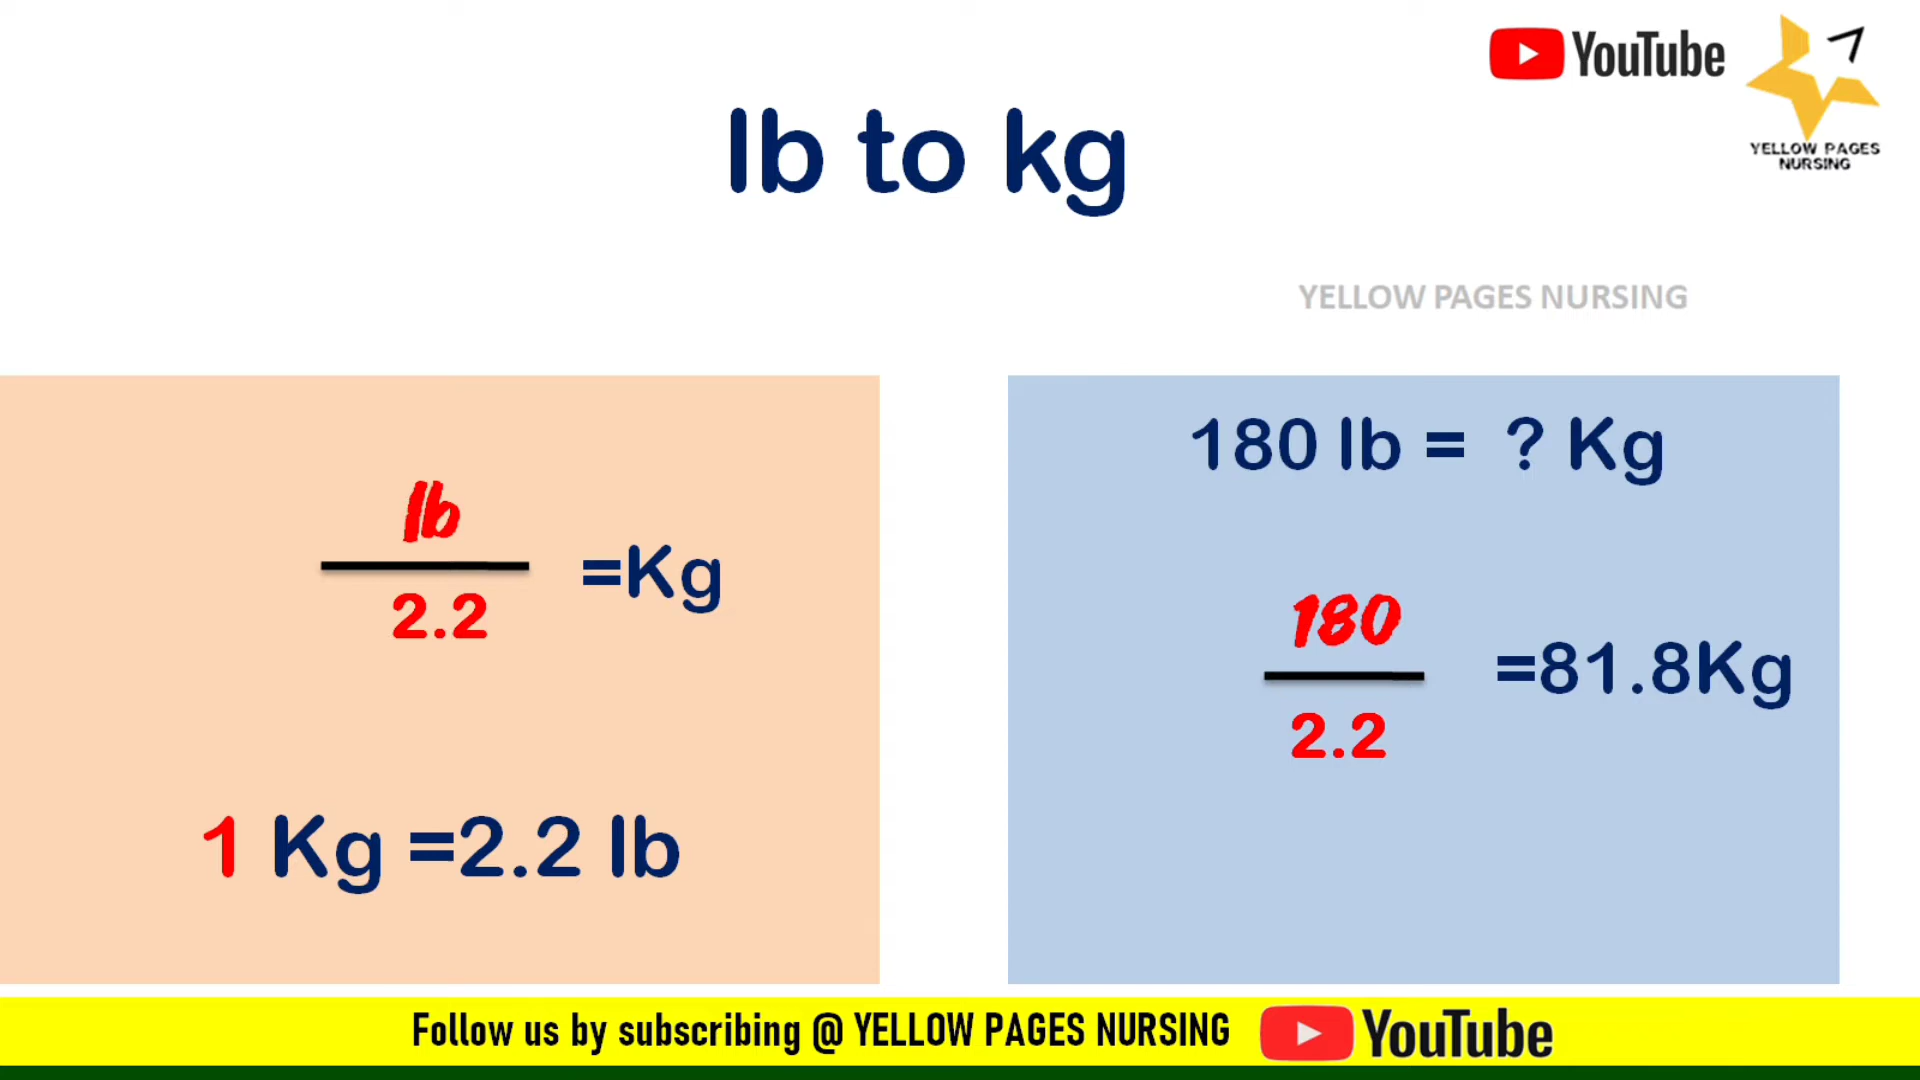 YouTube
YELLOW PAGES
NURSING
lb to kg
YELLOW PAGES NURSING
lb
2.2
=Kg
1 Kg =2.2 lb
180 lb = ? Kg
180
2.2
=81.8Kg
Follow us by subscribing @ YELLOW PAGES NURSING YouTube